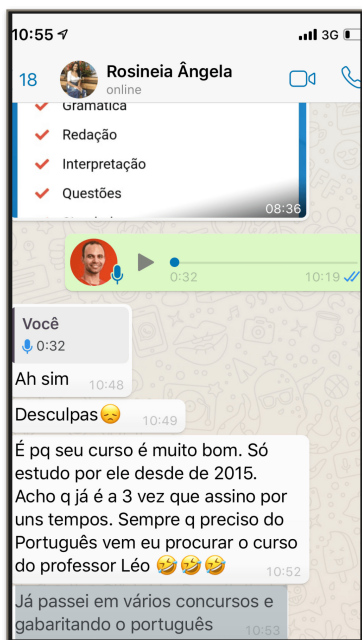 10:55
3G
18
Rosineia Ângela
online
Gramática
Redação
Interpretação
Questões
08:36
0:32
10:19
Você
0:32
Ah sim
10:48
Desculpas😞
10:49
É pq seu curso é muito bom. Só
estudo por ele desde de 2015.
Acho q já é a 3 vez que assino por
uns tempos. Sempre q preciso do
Português vem eu procurar o curso
do professor Léo 🤣🤣🤣
10:52
Já passei em vários concursos e
gabaritando o português
10:53